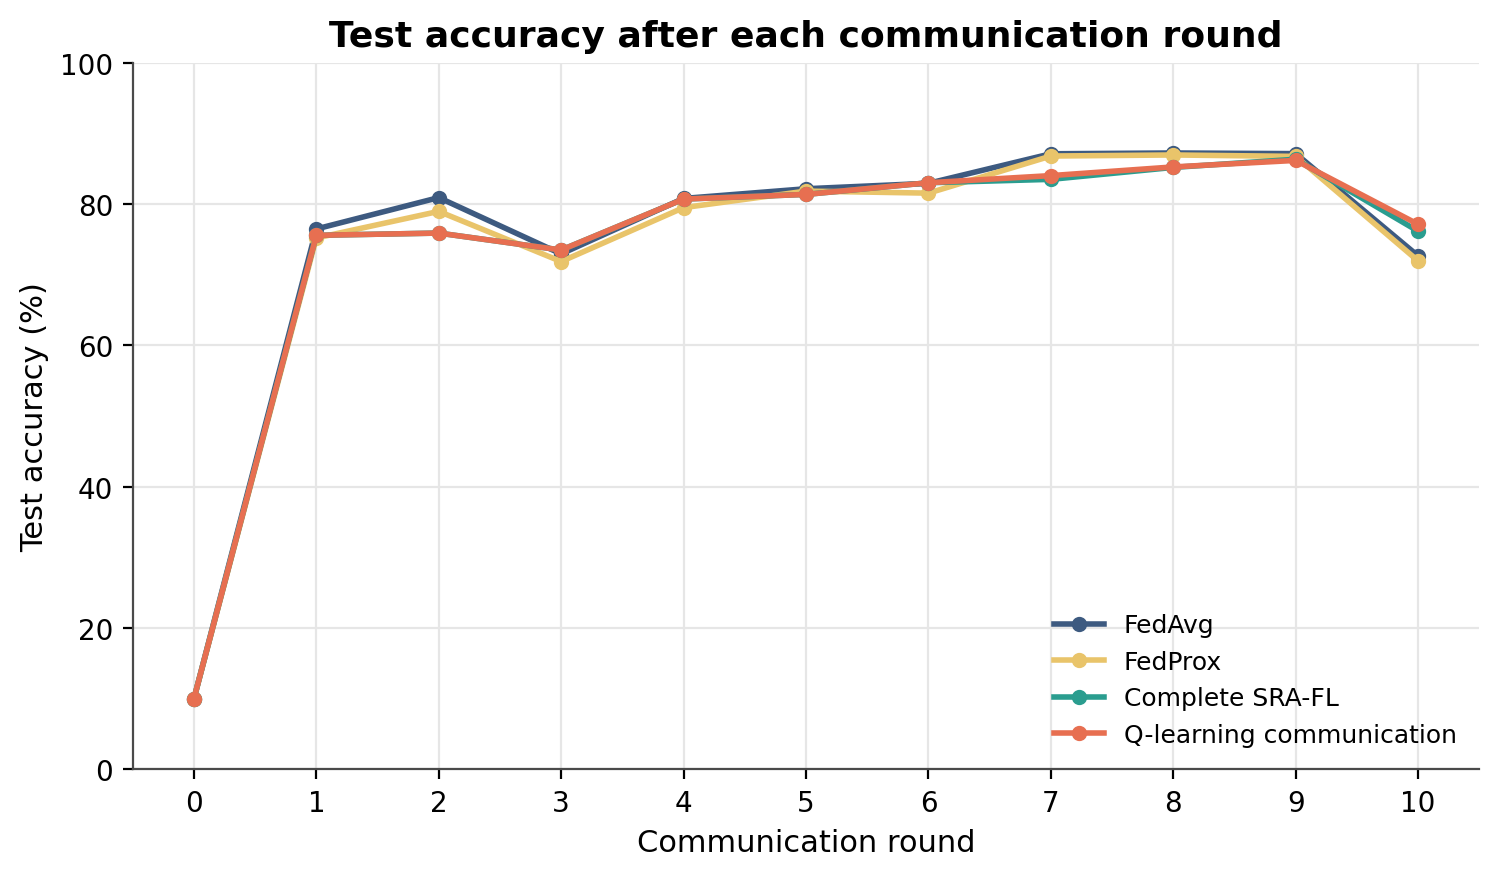 Test accuracy after each communication round
100
80
60
40
20
0
Test accuracy (%)
FedAvg
FedProx
Complete SRA-FL
Q-learning communication
0 1 2 3 4 5 6 7 8 9 10
Communication round